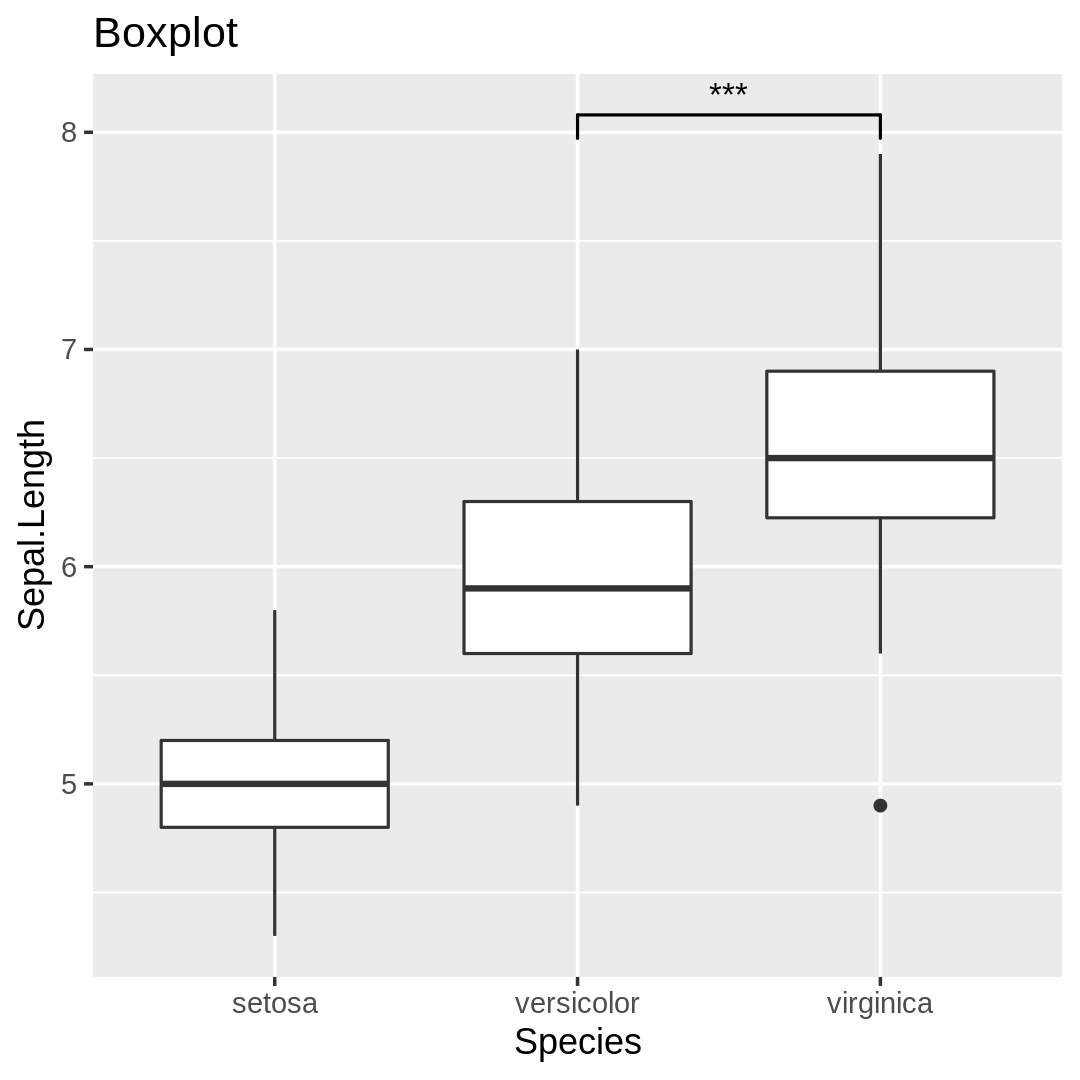 Boxplot
***
8
7
6
5
Sepal.Length
setosa versicolor virginica
Species